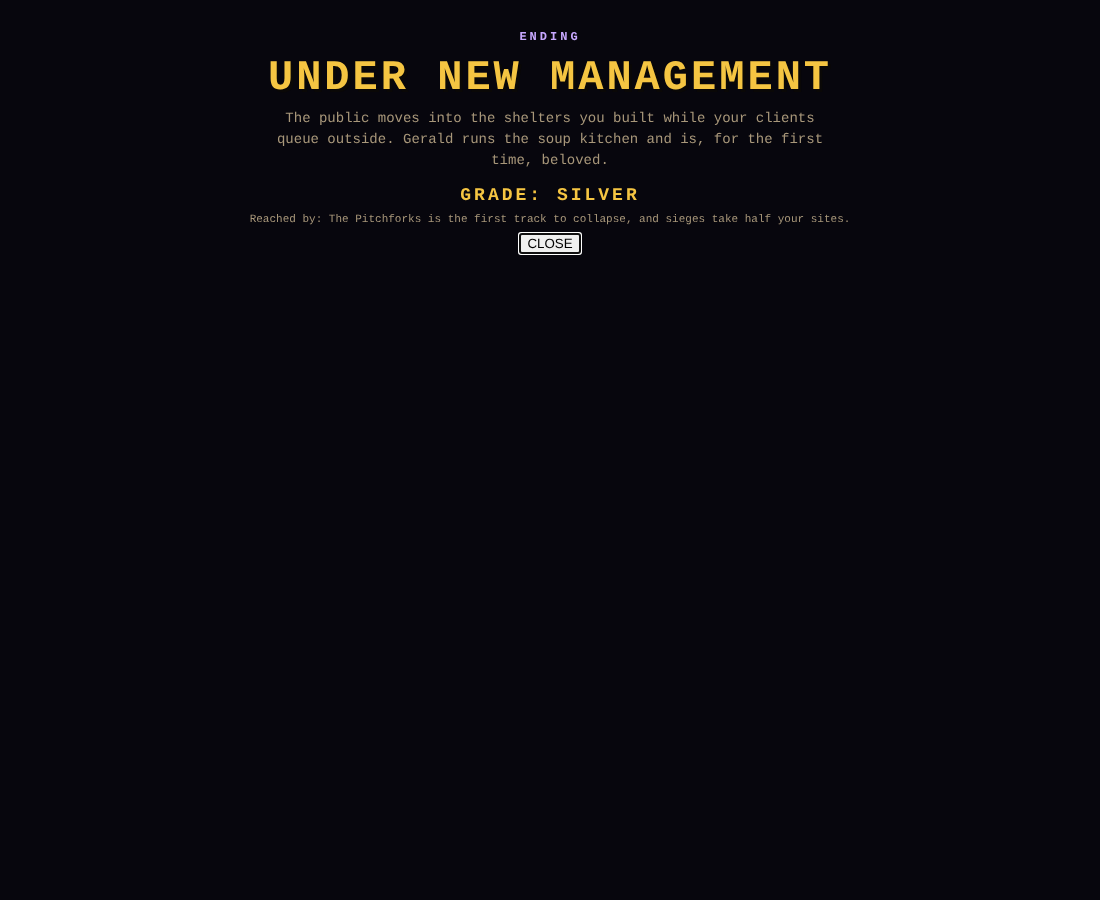 ENDING
UNDER NEW MANAGEMENT
The public moves into the shelters you built while your clients
queue outside. Gerald runs the soup kitchen and is, for the first
time, beloved.
GRADE: SILVER
Reached by: The Pitchforks is the first track to collapse, and sieges take half your sites.
CLOSE